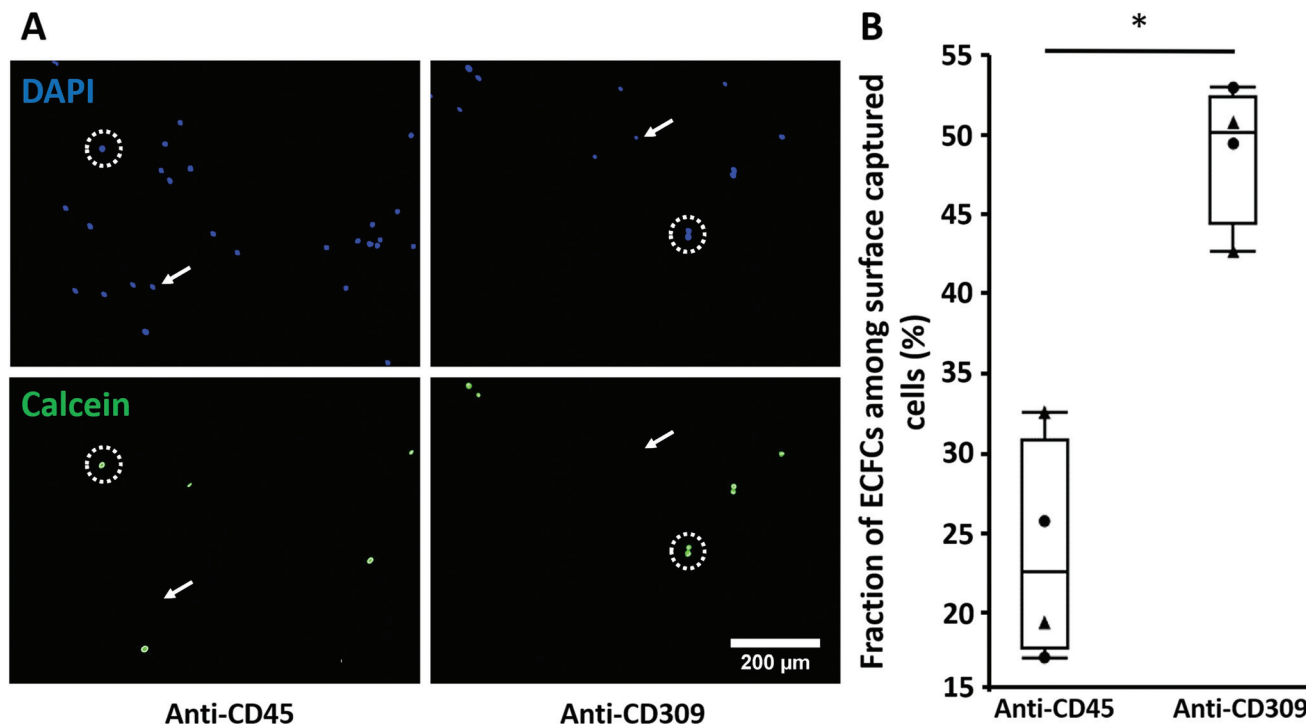 A
DAPI
Calcein
200 µm
Anti-CD45
Anti-CD309
B
*
Fraction of ECFCs among surface captured
cells (%)
55
50
45
40
35
30
25
20
15
Anti-CD45
Anti-CD309